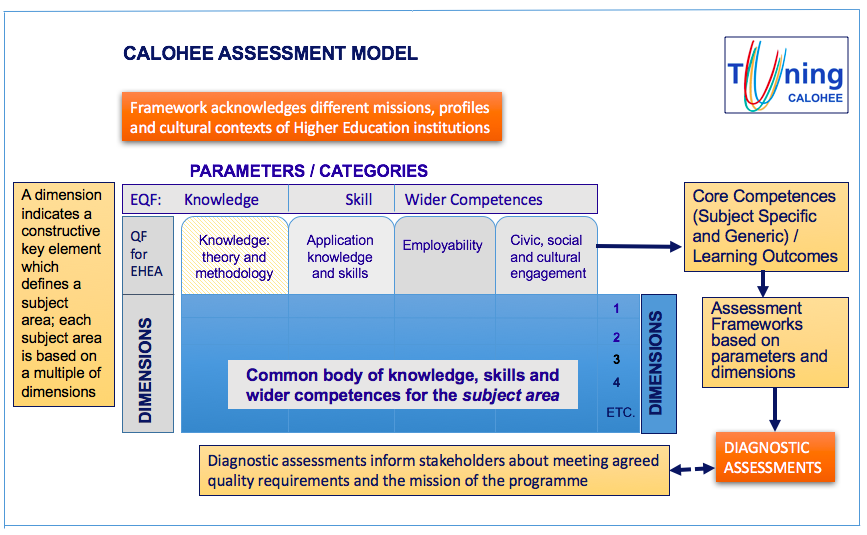 CALOHEE ASSESSMENT MODEL
Tuning
CALOHEE
Framework acknowledges different missions, profiles
and cultural contexts of Higher Education institutions
PARAMETERS / CATEGORIES
A dimension
indicates a
constructive
key element
which
defines a
subject
area; each
subject area
is based on
a multiple of
dimensions
EQF: Knowledge Skill Wider Competences
QF
for
EHEA
Knowledge:
theory and
methodology
Application
knowledge
and skills
Employability
Civic, social
and cultural
engagement
Core Competences
(Subject Specific
and Generic) /
Learning Outcomes
DIMENSIONS
1
2
3
4
ETC.
DIMENSIONS
Common body of knowledge, skills and
wider competences for the subject area
Assessment
Frameworks
based on
parameters and
dimensions
DIAGNOSTIC
ASSESSMENTS
Diagnostic assessments inform stakeholders about meeting agreed
quality requirements and the mission of the programme